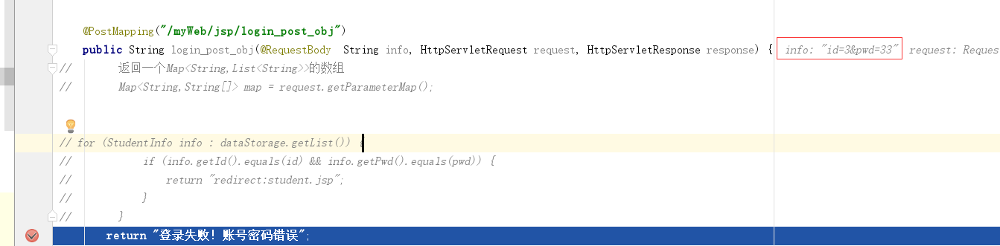 @PostMapping("/myWeb/jsp/login_post_obj")
public String login_post_obj(@RequestBody  String info, HttpServletRequest request, HttpServletResponse response) {  info: "id=3&pwd=33"  request: Reques
//        返回一个Map<String,List<String>>的数组
//        Map<String,String[]> map = request.getParameterMap();
// for (StudentInfo info : dataStorage.getList()) {
//            if (info.getId().equals(id) && info.getPwd().equals(pwd)) {
//                return "redirect:student.jsp";
//            }
//        }
return "登录失败！账号密码错误";